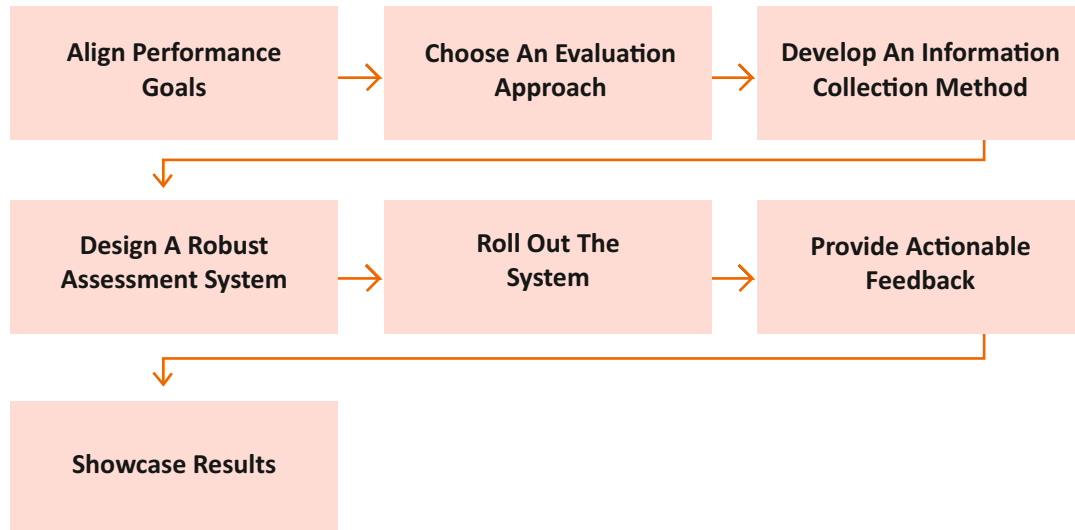 Align Performance
Goals
Choose An Evaluation
Approach
Develop An Information
Collection Method
Design A Robust
Assessment System
Roll Out The
System
Provide Actionable
Feedback
Showcase Results